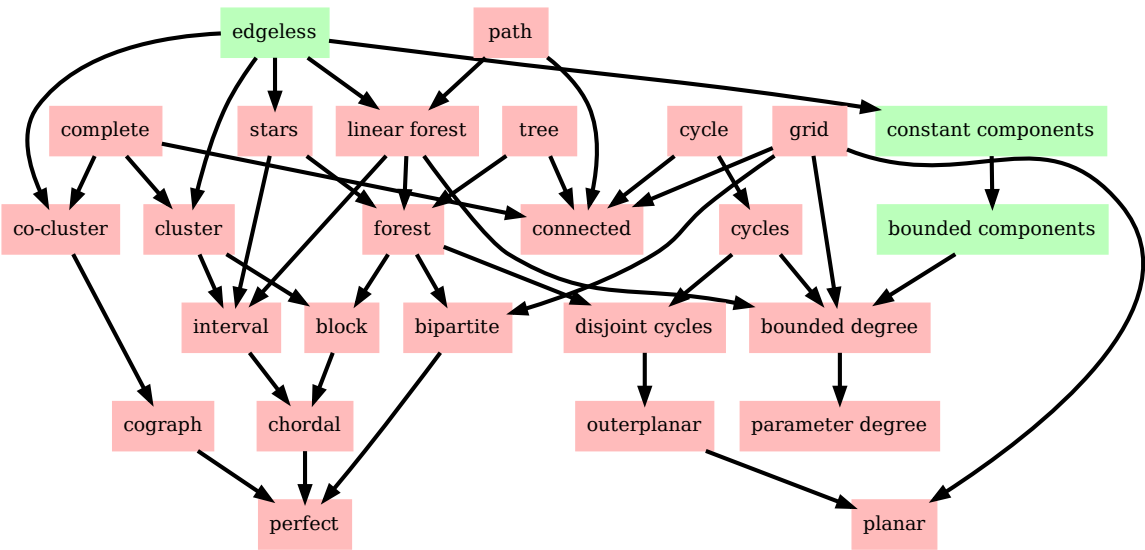 edgeless
path
complete
stars
linear forest
tree
cycle
grid
constant components
co-cluster
cluster
forest
connected
cycles
bounded components
interval
block
bipartite
disjoint cycles
bounded degree
cograph
chordal
outerplanar
parameter degree
perfect
planar